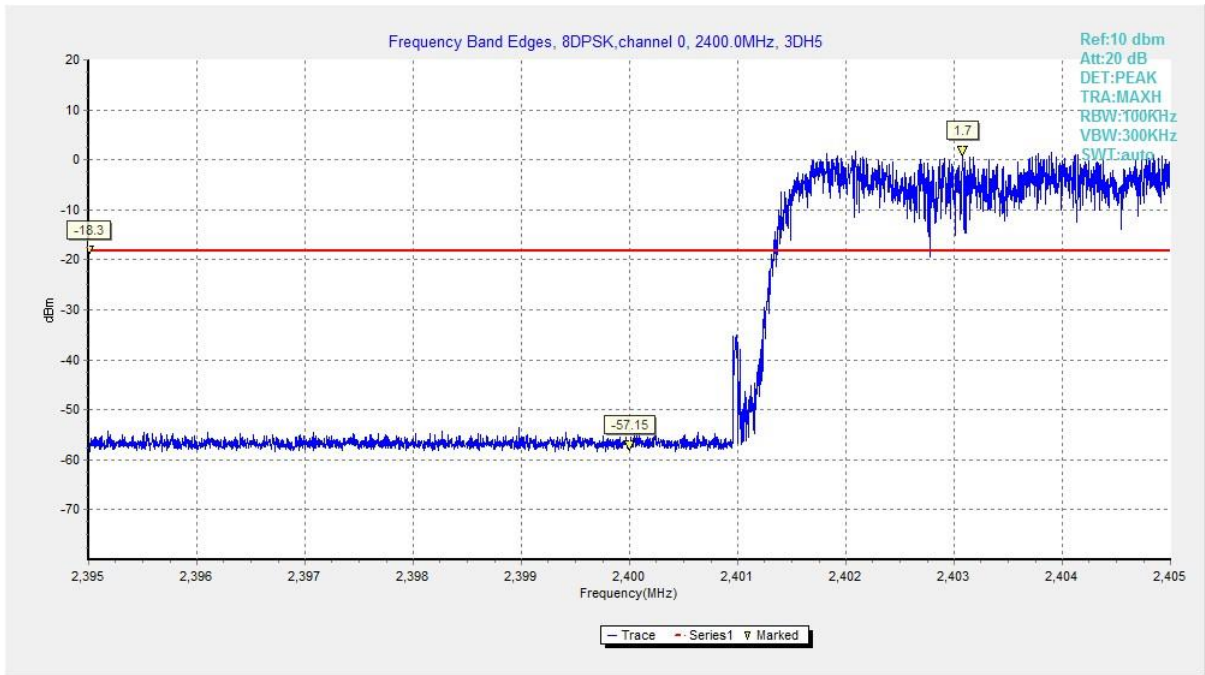 Frequency Band Edges, 8DPSK,channel 0, 2400.0MHz, 3DH5
Ref:10 dbm
Att:20 dB
DET:PEAK
TRA:MAXH
RBW:100KHz
VBW:300KHz
SWT:auto
20
10
0
-10
-20
-30
-40
-50
-60
-70
dBm
-18.3
-57.15
1.7
2,395
2,396
2,397
2,398
2,399
2,400
2,401
2,402
2,403
2,404
2,405
Frequency(MHz)
Trace
Series1
Marked